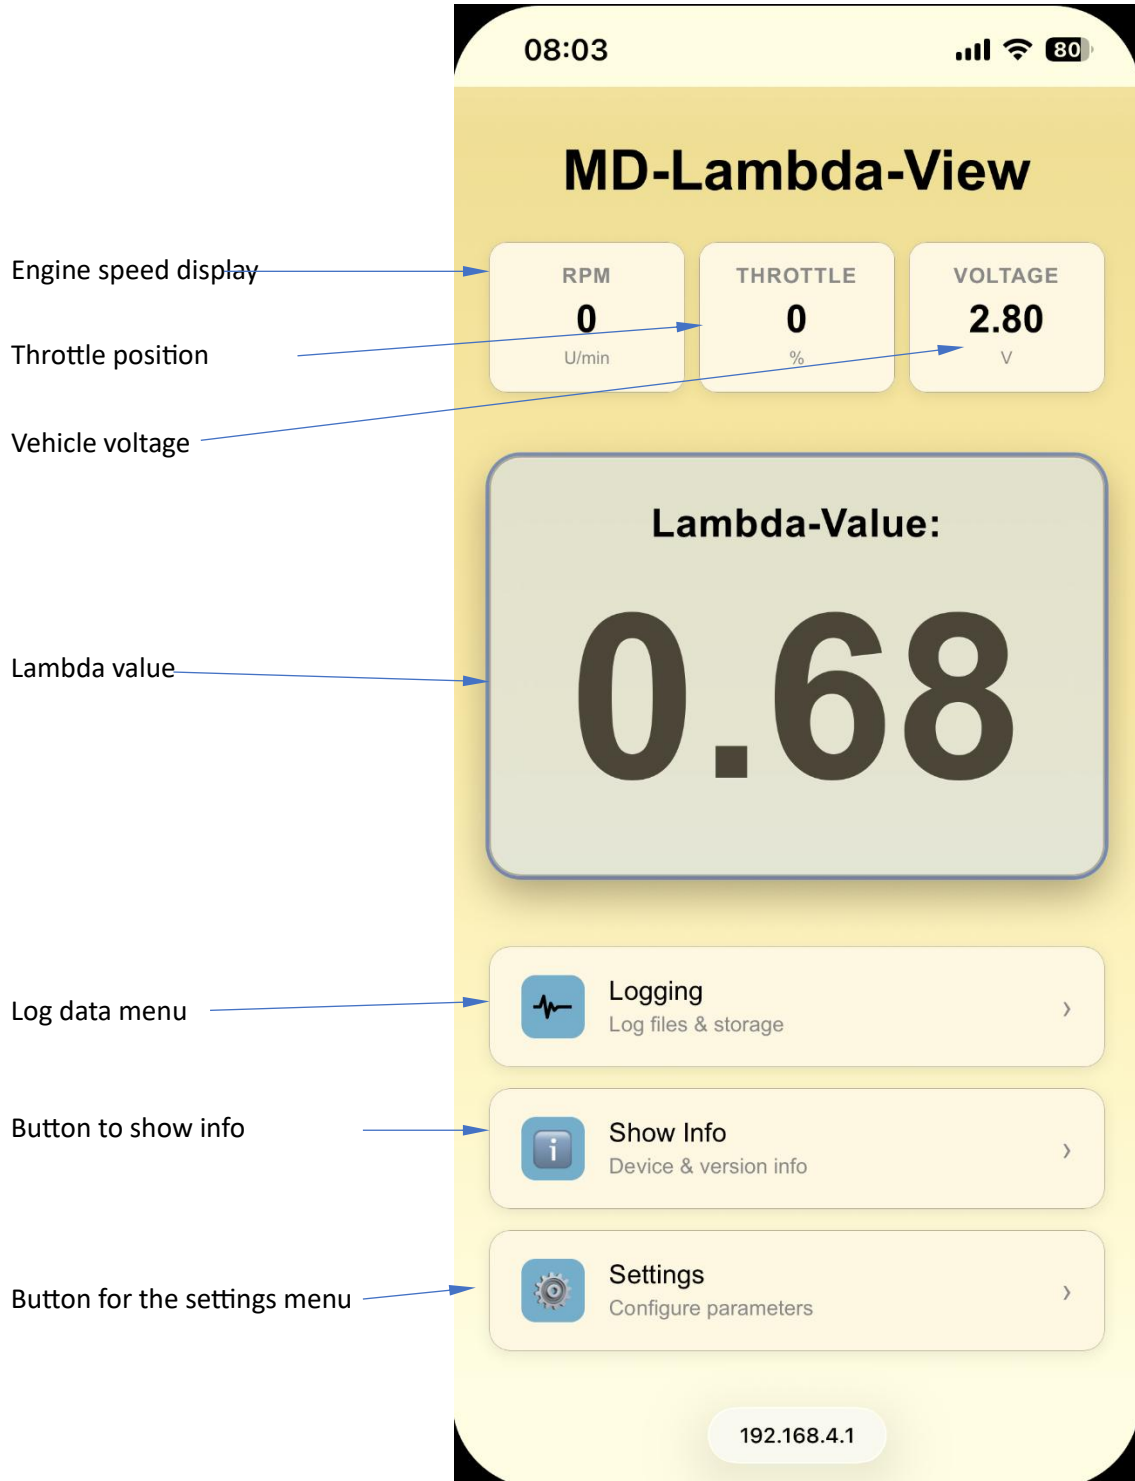 08:03
80
MD-Lambda-View
Engine speed display
RPM
0
U/min
THROTTLE
0
%
VOLTAGE
2.80
V
Throttle position
Vehicle voltage
Lambda-Value:
0.68
Lambda value
Log data menu
Logging
Log files & storage
Button to show info
Show Info
Device & version info
Button for the settings menu
Settings
Configure parameters
192.168.4.1